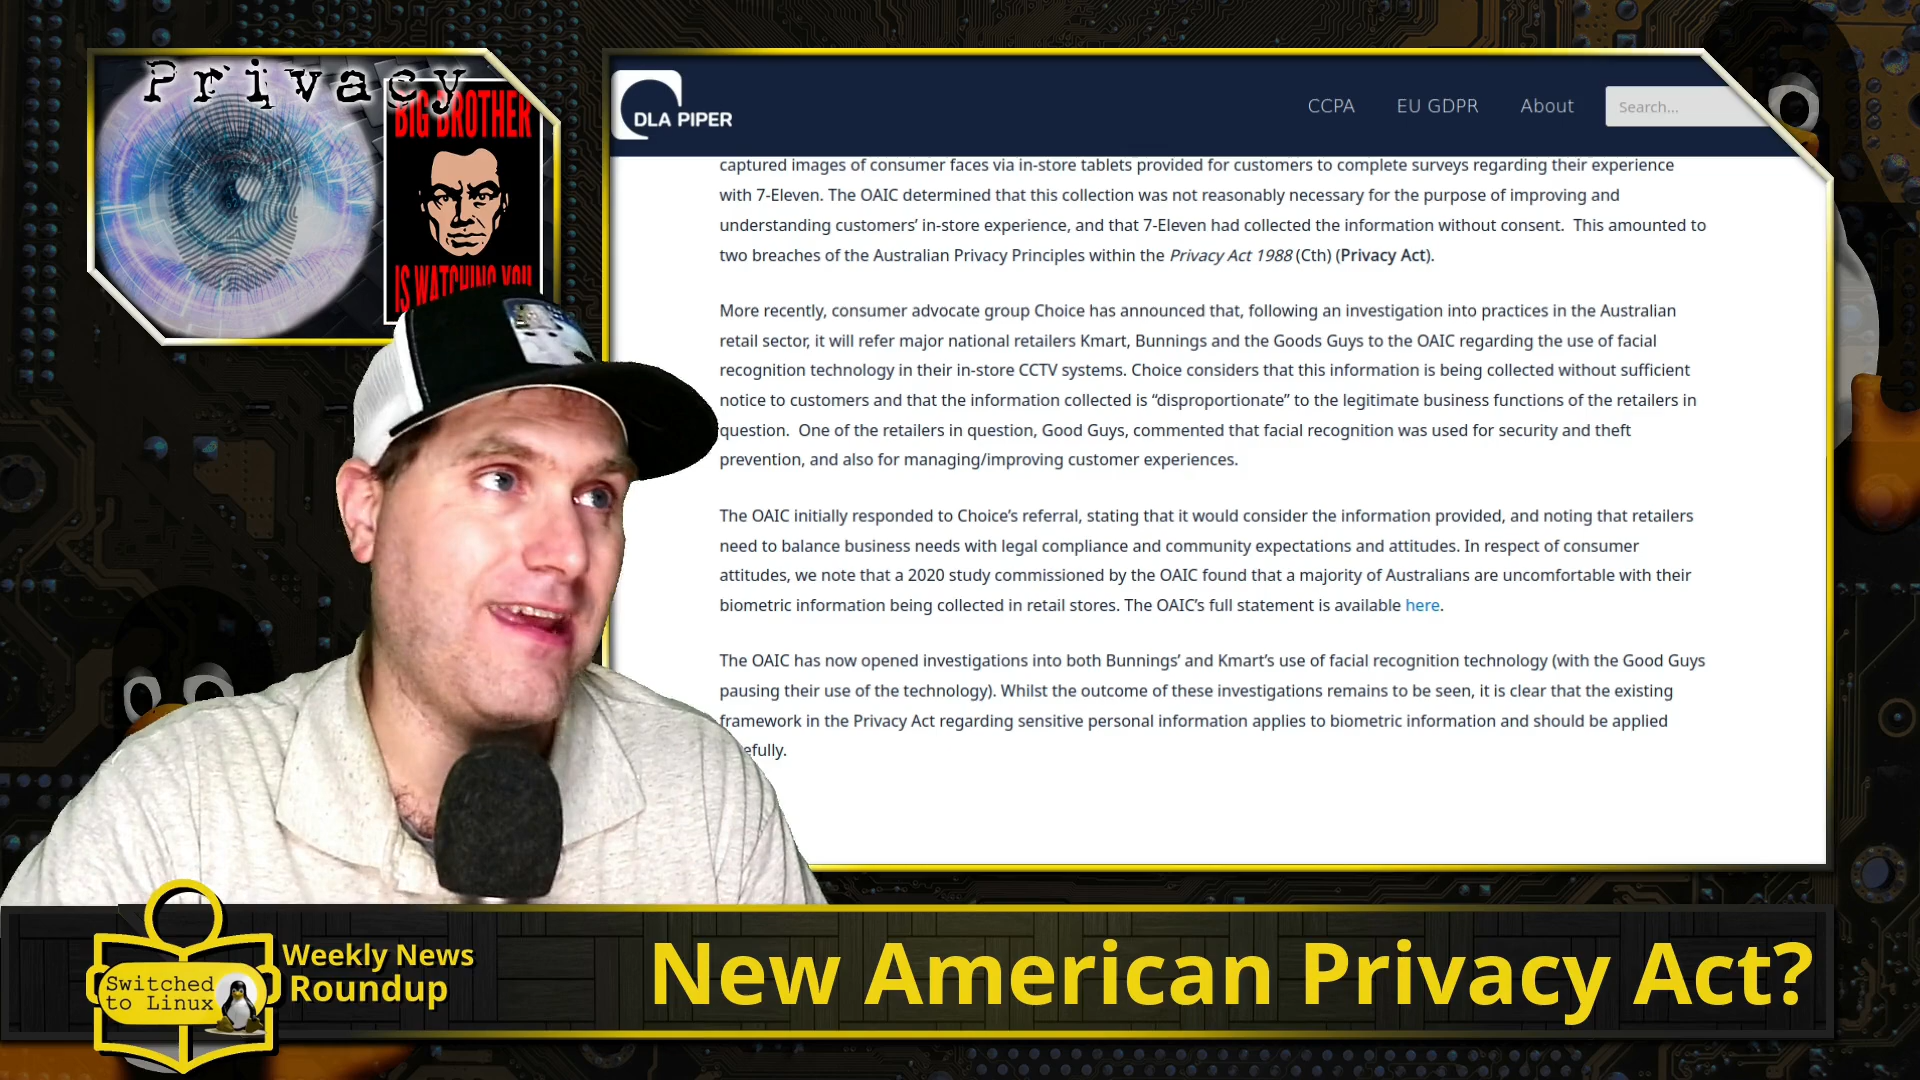 Privacy
BIG BROTHER
IS WATCHING YOU
DLA PIPER
CCPA
EU GDPR
About
Search...
captured images of consumer faces via in-store tablets provided for customers to complete surveys regarding their experience
with 7-Eleven. The OAIC determined that this collection was not reasonably necessary for the purpose of improving and
understanding customers’ in-store experience, and that 7-Eleven had collected the information without consent. This amounted to
two breaches of the Australian Privacy Principles within the Privacy Act 1988 (Cth) (Privacy Act).
More recently, consumer advocate group Choice has announced that, following an investigation into practices in the Australian
retail sector, it will refer major national retailers Kmart, Bunnings and the Goods Guys to the OAIC regarding the use of facial
recognition technology in their in-store CCTV systems. Choice considers that this information is being collected without sufficient
notice to customers and that the information collected is “disproportionate” to the legitimate business functions of the retailers in
question. One of the retailers in question, Good Guys, commented that facial recognition was used for security and theft
prevention, and also for managing/improving customer experiences.
The OAIC initially responded to Choice’s referral, stating that it would consider the information provided, and noting that retailers
need to balance business needs with legal compliance and community expectations and attitudes. In respect of consumer
attitudes, we note that a 2020 study commissioned by the OAIC found that a majority of Australians are uncomfortable with their
biometric information being collected in retail stores. The OAIC’s full statement is available here.
The OAIC has now opened investigations into both Bunnings’ and Kmart’s use of facial recognition technology (with the Good Guys
pausing their use of the technology). Whilst the outcome of these investigations remains to be seen, it is clear that the existing
framework in the Privacy Act regarding sensitive personal information applies to biometric information and should be applied
efully.
Switched
to Linux
Weekly News
Roundup
New American Privacy Act?